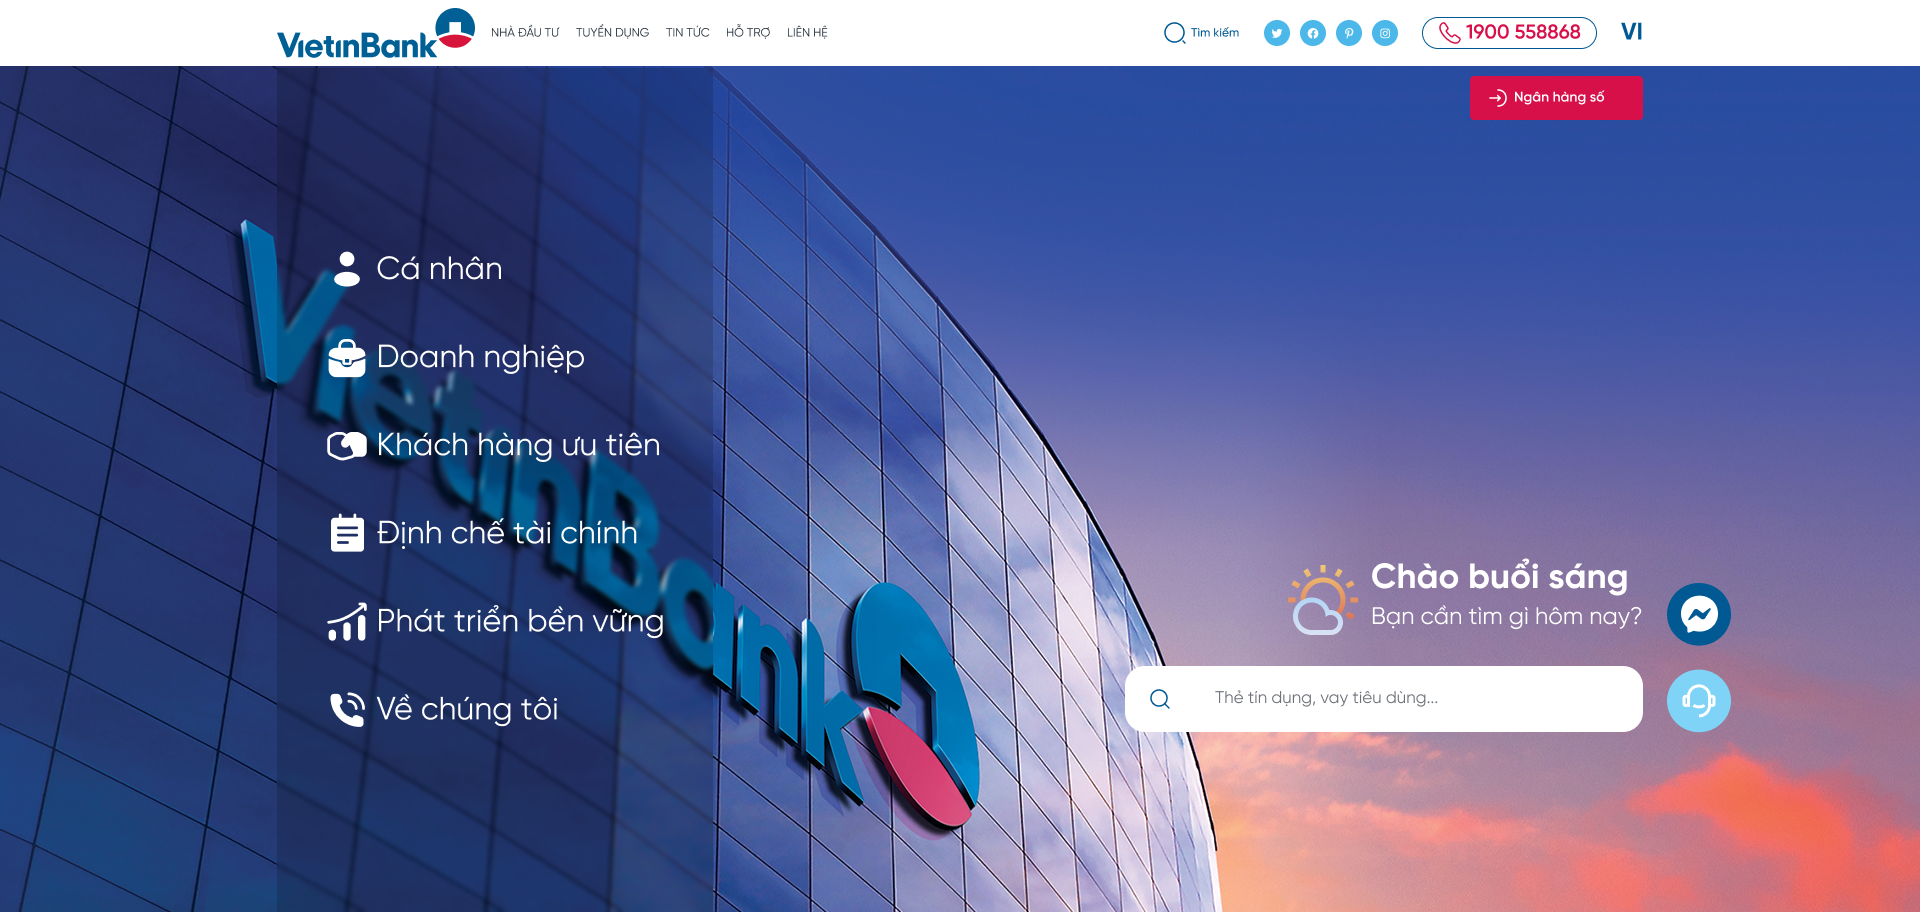 VietinBank
NHÀ ĐẦU TƯ
TUYỂN DỤNG
TIN TỨC
HỖ TRỢ
LIÊN HỆ
Tìm kiếm
1900 558868
VI
Ngân hàng số
Cá nhân
Doanh nghiệp
Khách hàng ưu tiên
Định chế tài chính
Phát triển bền vững
Về chúng tôi
VietinBank
Chào buổi sáng
Bạn cần tìm gì hôm nay?
Thẻ tín dụng, vay tiêu dùng...